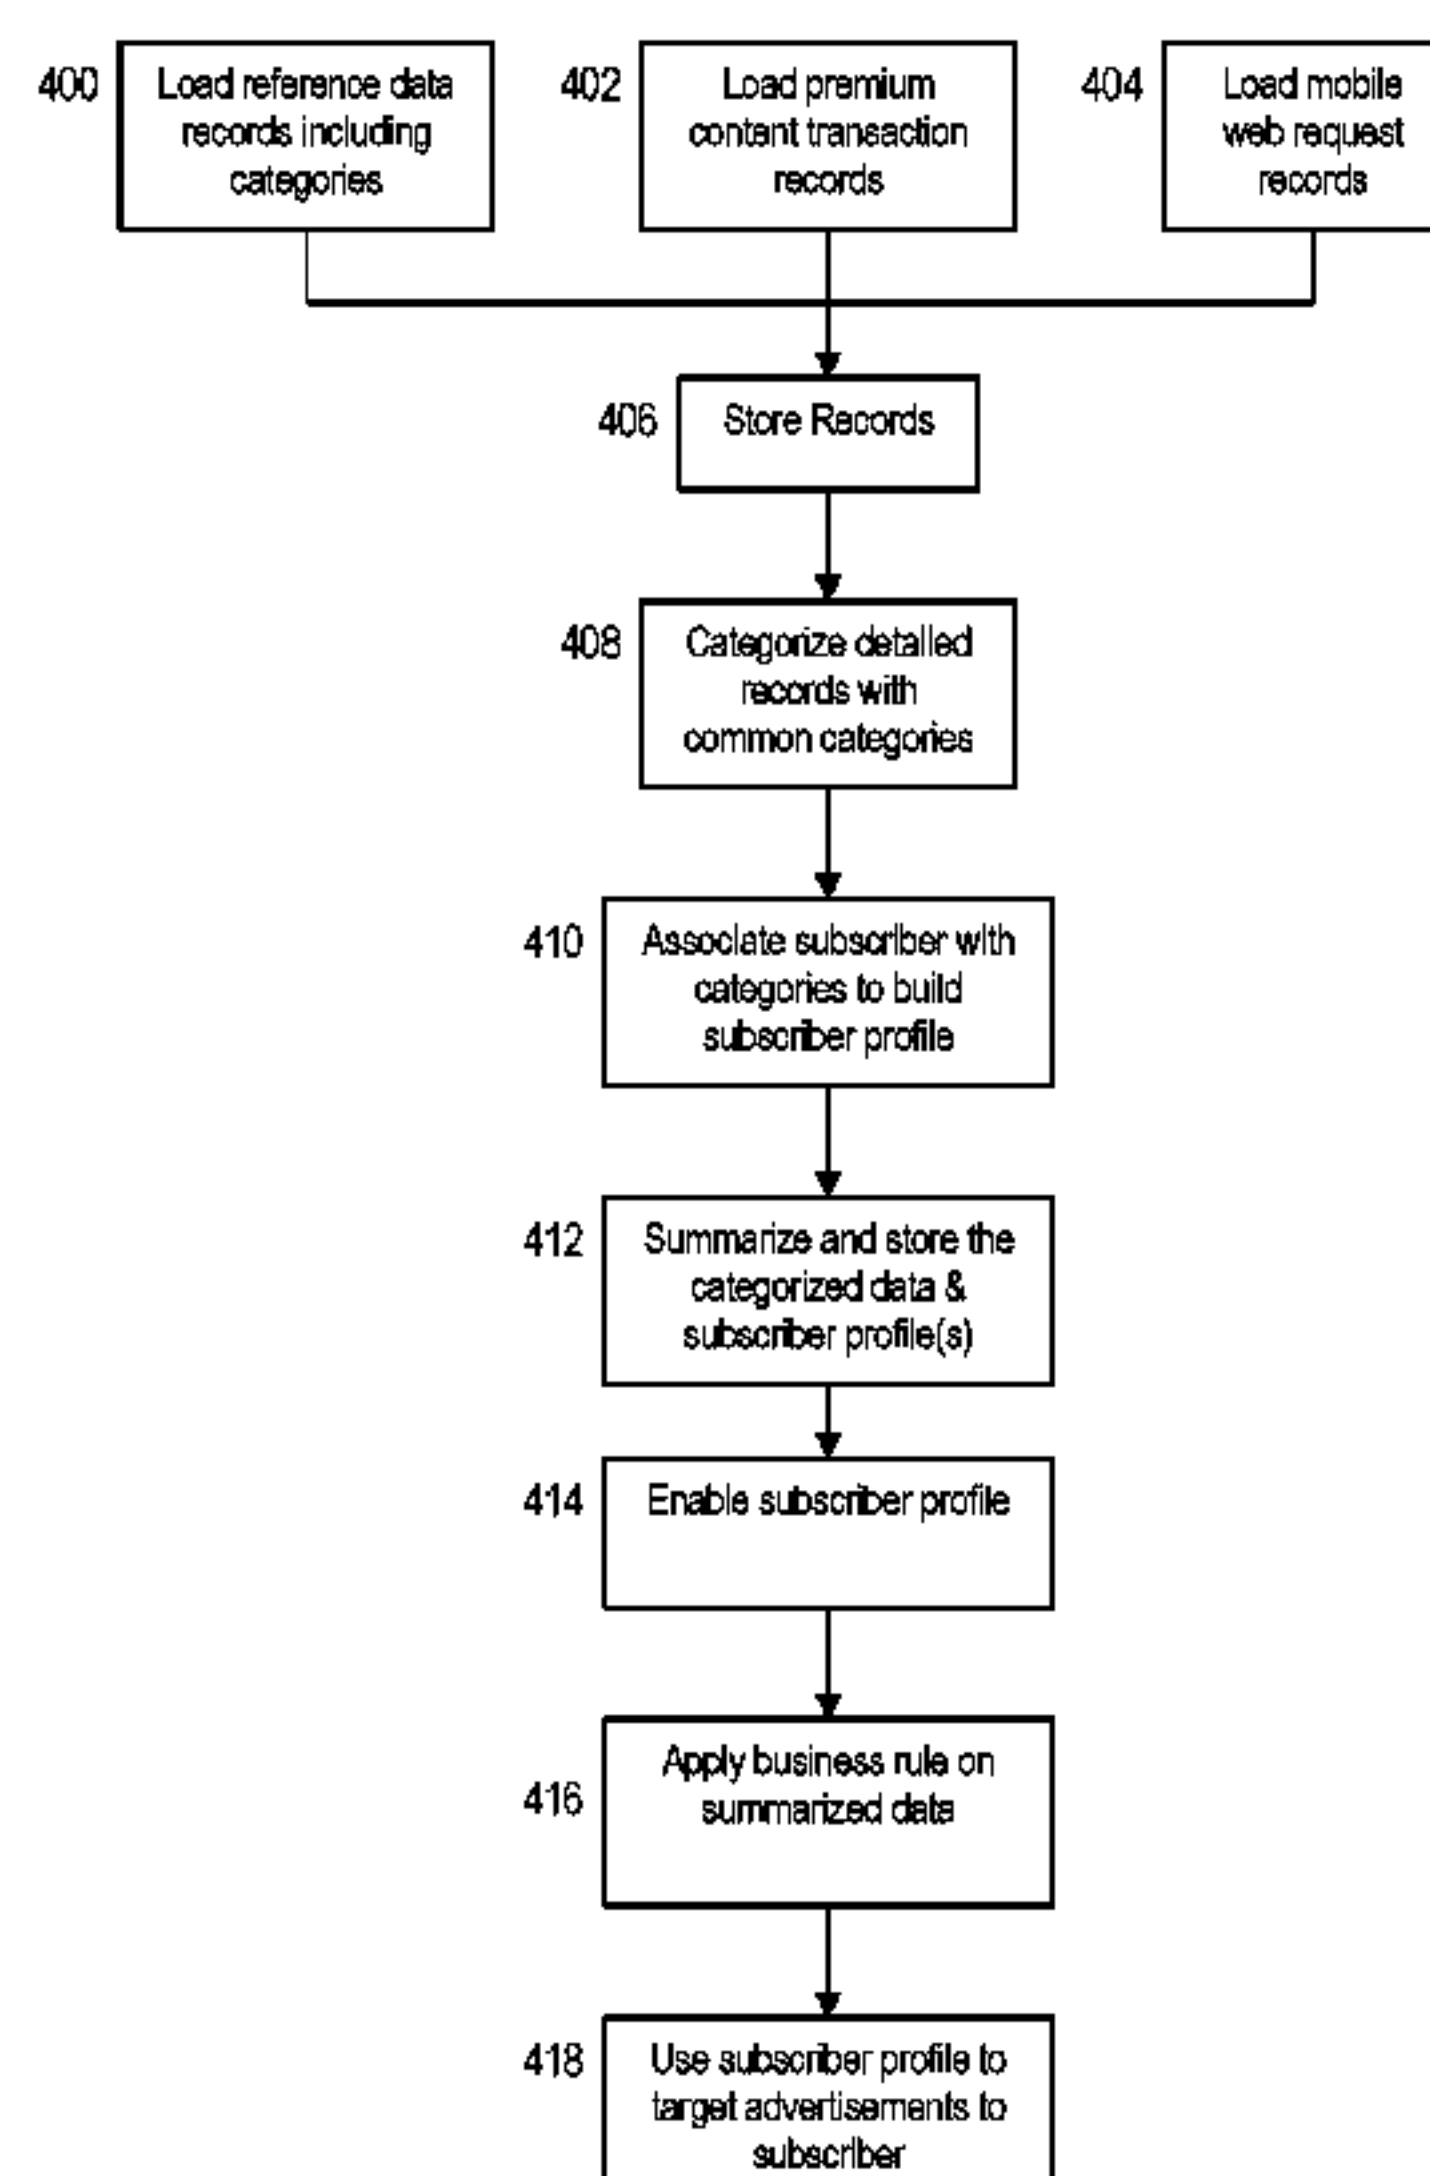 400
Load reference data
records including
categories
402
Load premium
content transaction
records
404
Load mobile
web request
records
406
Store Records
408
Categorize detailed
records with
common categories
410
Associate subscriber with
categories to build
subscriber profile
412
Summarize and store the
categorized data &
subscriber profile(s)
414
Enable subscriber profile
416
Apply business rule on
summarized data
418
Use subscriber profile to
target advertisements to
subscriber